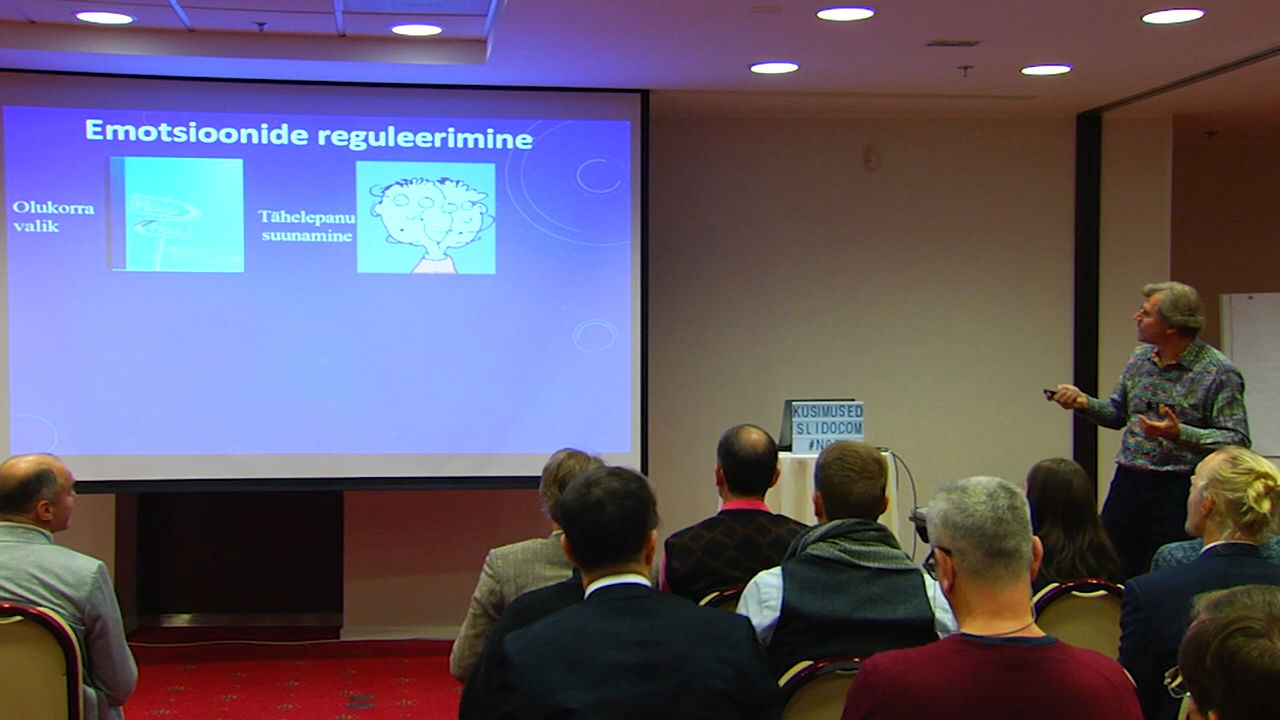 Emotsioonide reguleerimine
Olukorra
valik
Tähelepanu
suunamine
KÜSIMUSED
SLIDOCOM